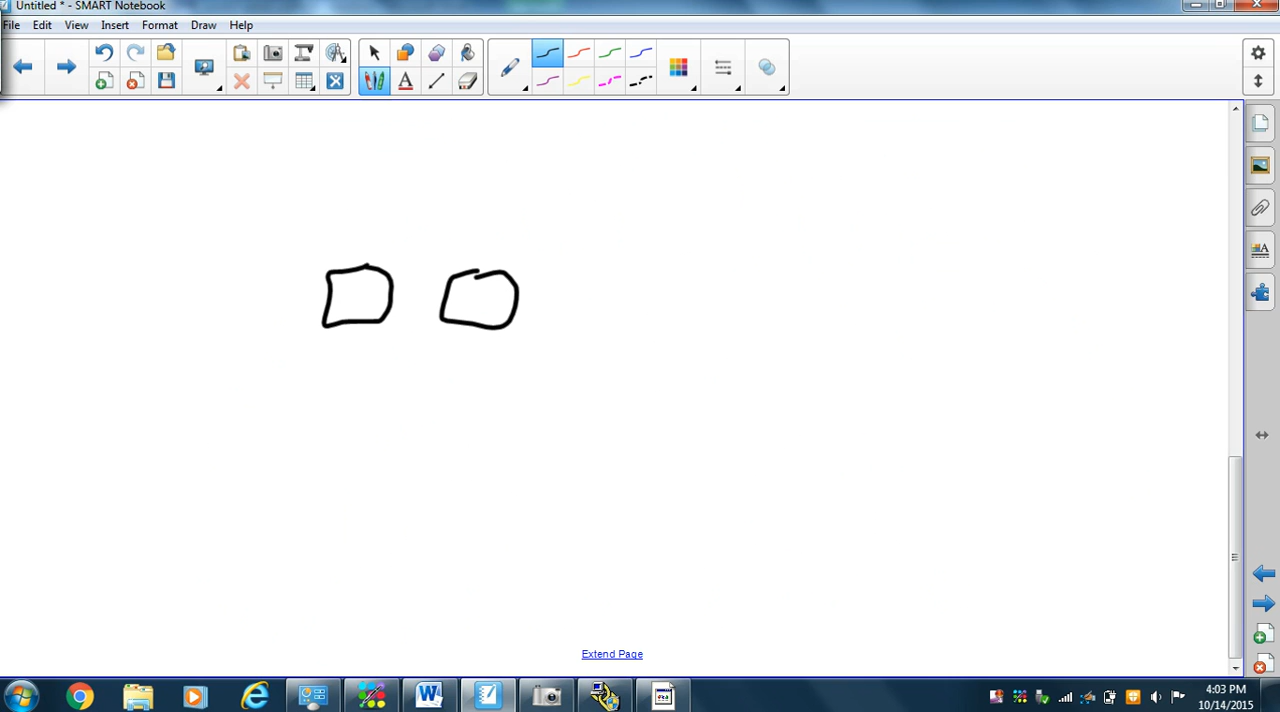 Untitled * - SMART Notebook
File Edit View Insert Format Draw Help
Extend Page
4:03 PM
10/14/2015